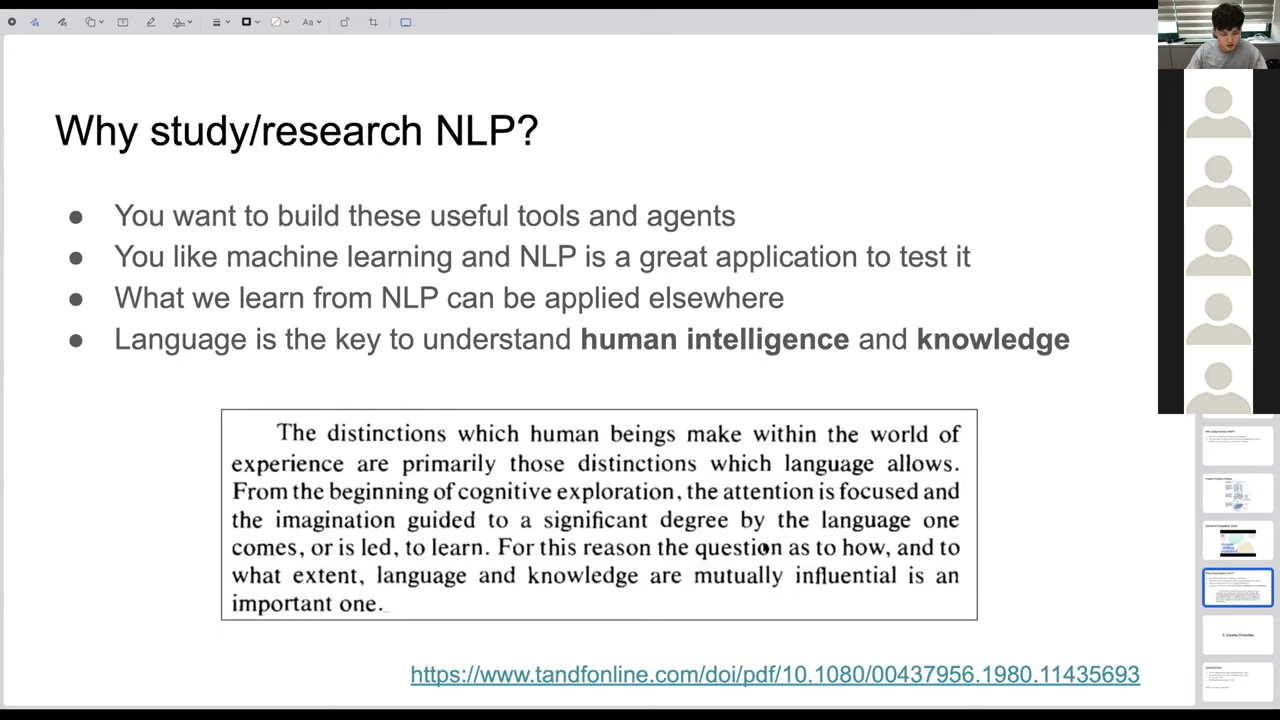 Aa
Why study/research NLP?
● You want to build these useful tools and agents
● You like machine learning and NLP is a great application to test it
● What we learn from NLP can be applied elsewhere
● Language is the key to understand human intelligence and knowledge
The distinctions which human beings make within the world of
experience are primarily those distinctions which language allows.
From the beginning of cognitive exploration, the attention is focused and
the imagination guided to a significant degree by the language one
comes, or is led, to learn. For this reason the question as to how, and to
what extent, language and knowledge are mutually influential is an
important one.
https://www.tandfonline.com/doi/pdf/10.1080/00437956.1980.11435693